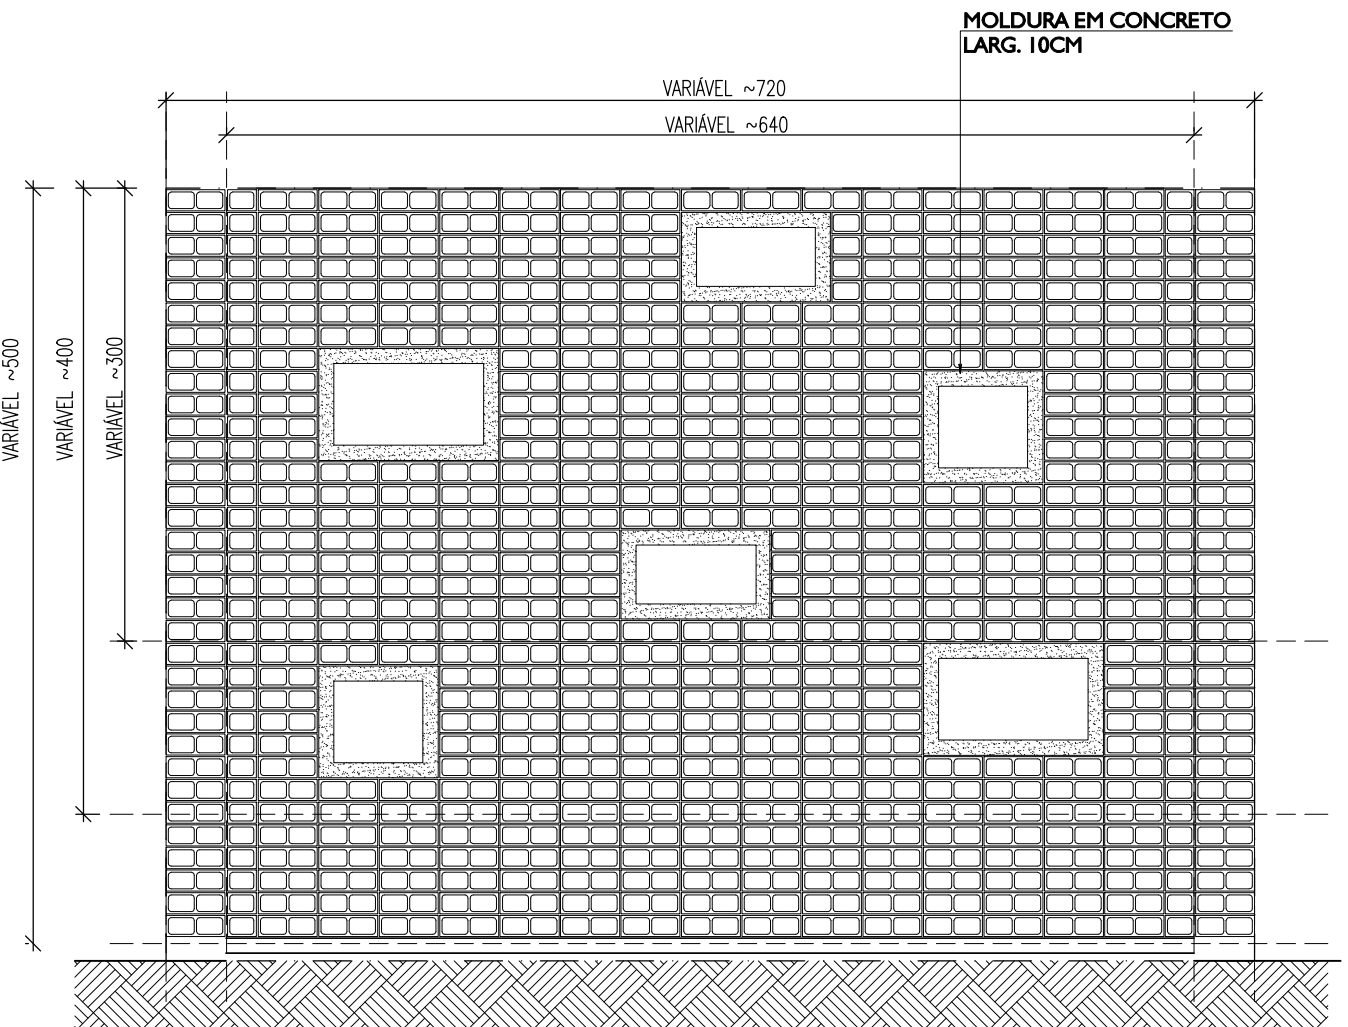 MOLDURA EM CONCRETO
LARG. 10CM
VARIÁVEL ~720
VARIÁVEL ~640
VARIÁVEL ~500
VARIÁVEL ~400
VARIÁVEL ~300